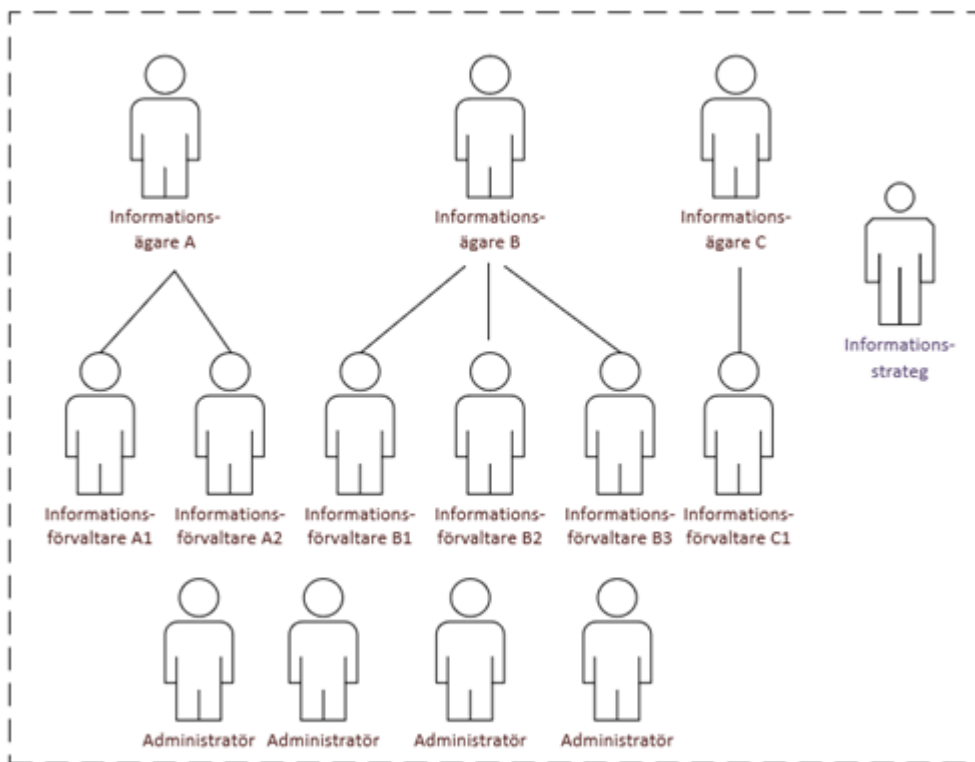 Informations-
ägare A
Informations-
ägare B
Informations-
ägare C
Informations-
strateg
Informations-
förvaltare A1
Informations-
förvaltare A2
Informations-
förvaltare B1
Informations-
förvaltare B2
Informations-
förvaltare B3
Informations-
förvaltare C1
Administratör
Administratör
Administratör
Administratör